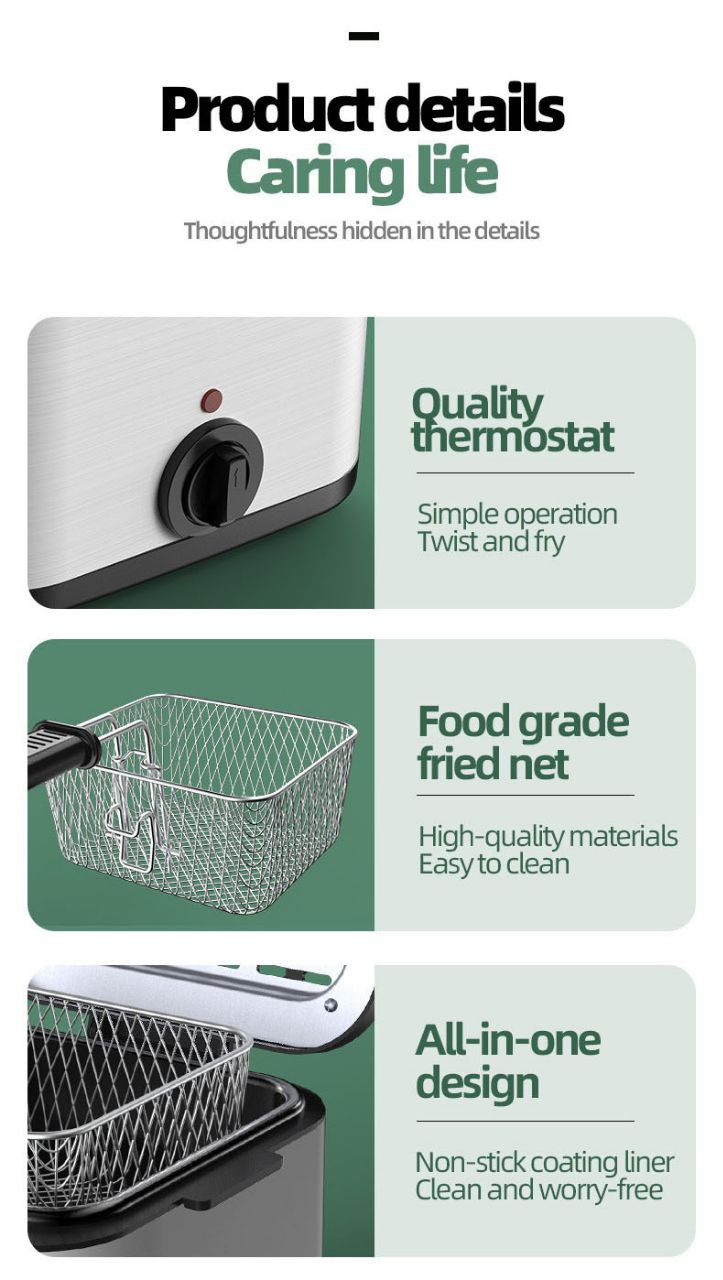 Product details
Caring life
Thoughtfulness hidden in the details
Quality
thermostat
Simple operation
Twist and fry
Food grade
fried net
High-quality materials
Easy to clean
All-in-one
design
Non-stick coating liner
Clean and worry-free